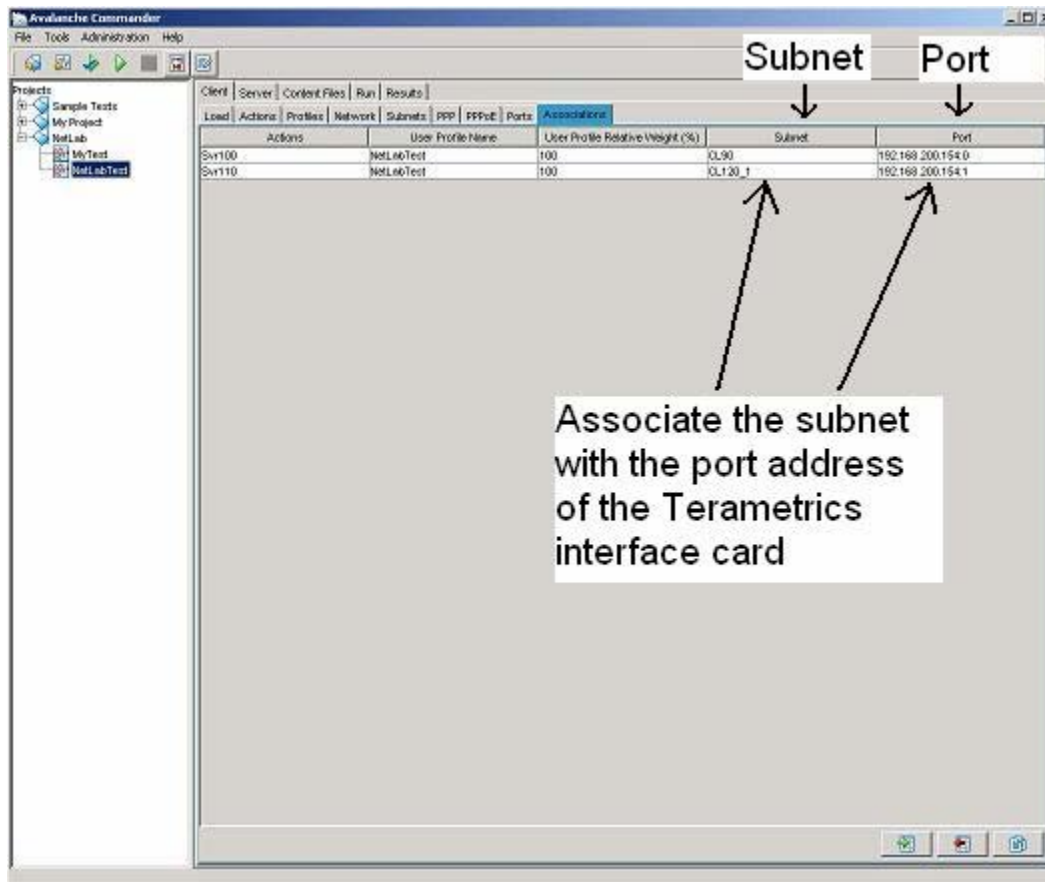 Avalanche Commander
File Tools Administration Help
Subnet Port
Projects
Sample Tests
My Project
NetLab
MyTest
NetLabTest
Client Server Content Files Run Results
Load Actions Profiles Network Subnets PPP PPPoE Ports Associations
Actions User Profile Name User Profile Relative Weight (%) Subnet Port
Svr100 NetLabTest 100 CL90 192.168.200.154:0
Svr110 NetLabTest 100 CL120_1 192.168.200.154:1
Associate the subnet
with the port address
of the Terametrics
interface card